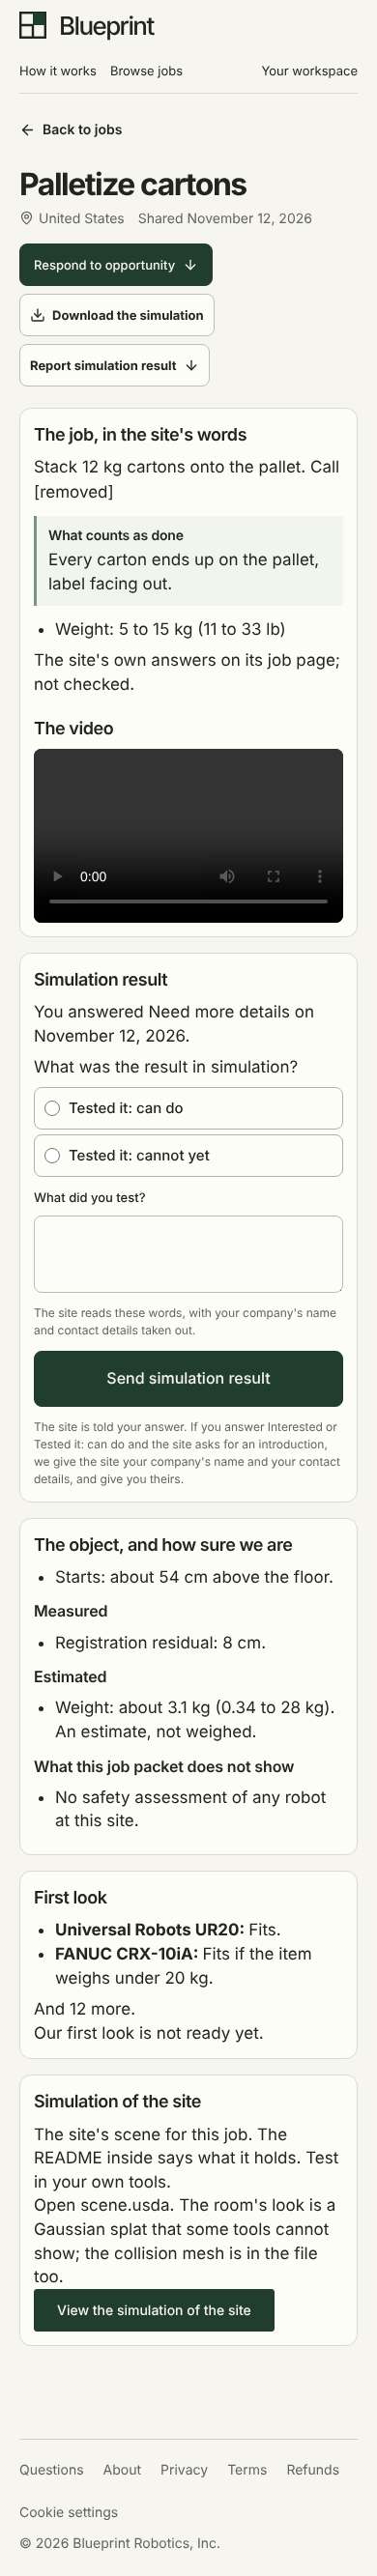 Blueprint
How it works Browse jobs Your workspace
Back to jobs
Palletize cartons
United States Shared November 12, 2026
Respond to opportunity
Download the simulation
Report simulation result
The job, in the site's words
Stack 12 kg cartons onto the pallet. Call
[removed]
What counts as done
Every carton ends up on the pallet,
label facing out.
• Weight: 5 to 15 kg (11 to 33 lb)
The site's own answers on its job page;
not checked.
The video
0:00
Simulation result
You answered Need more details on
November 12, 2026.
What was the result in simulation?
Tested it: can do
Tested it: cannot yet
What did you test?
The site reads these words, with your company's name
and contact details taken out.
Send simulation result
The site is told your answer. If you answer Interested or
Tested it: can do and the site asks for an introduction,
we give the site your company's name and your contact
details, and give you theirs.
The object, and how sure we are
• Starts: about 54 cm above the floor.
Measured
• Registration residual: 8 cm.
Estimated
• Weight: about 3.1 kg (0.34 to 28 kg).
An estimate, not weighed.
What this job packet does not show
• No safety assessment of any robot
at this site.
First look
• Universal Robots UR20: Fits.
• FANUC CRX-10iA: Fits if the item
weighs under 20 kg.
And 12 more.
Our first look is not ready yet.
Simulation of the site
The site's scene for this job. The
README inside says what it holds. Test
in your own tools.
Open scene.usda. The room's look is a
Gaussian splat that some tools cannot
show; the collision mesh is in the file
too.
View the simulation of the site
Questions About Privacy Terms Refunds
Cookie settings
© 2026 Blueprint Robotics, Inc.